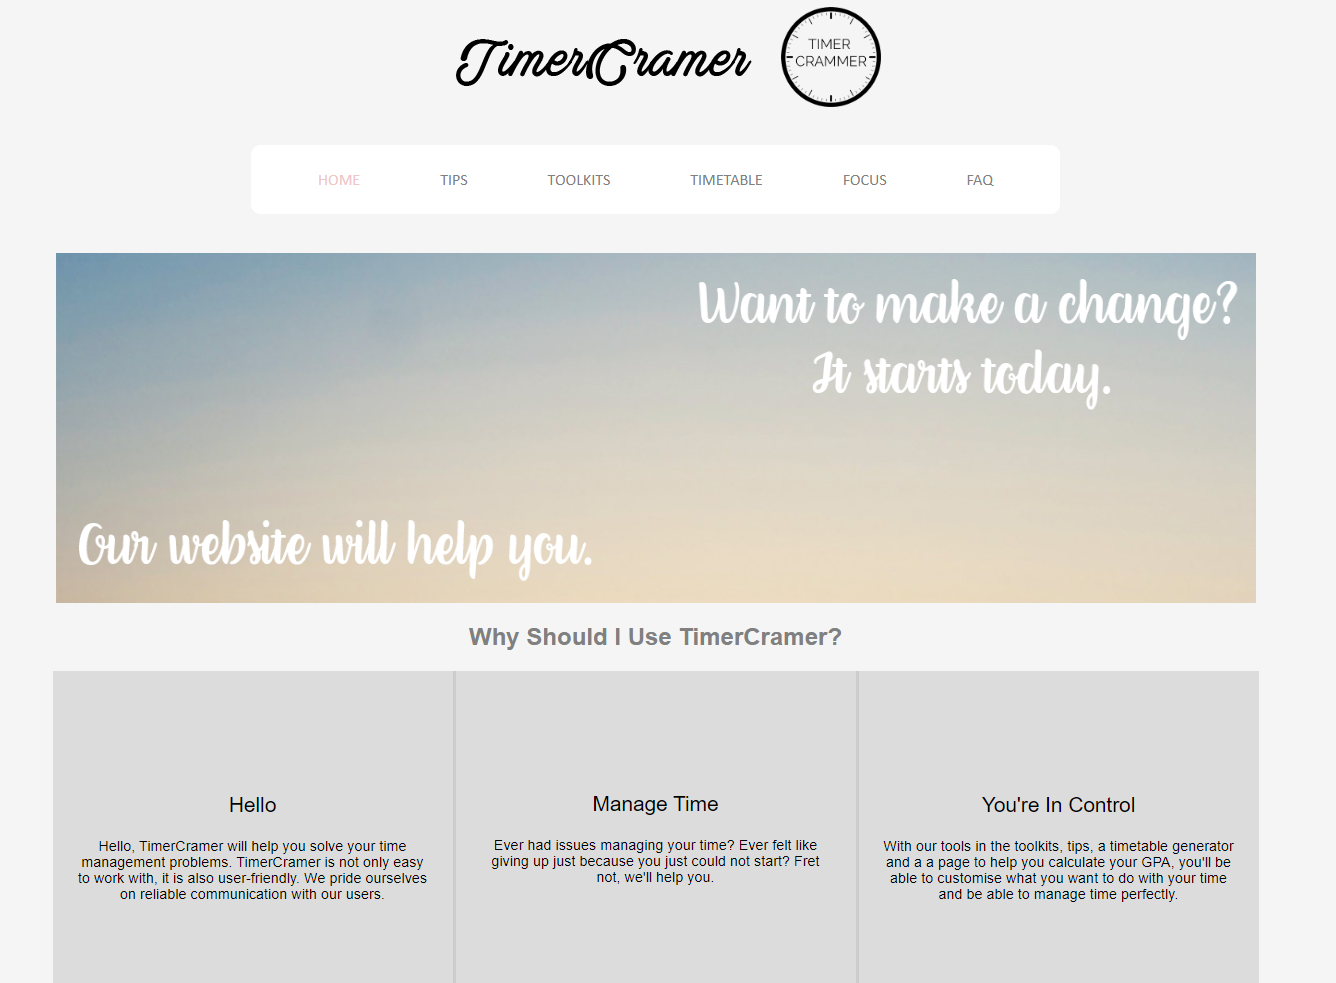 TimerCramer
TIMER
CRAMMER
HOME TIPS TOOLKITS TIMETABLE FOCUS FAQ
Want to make a change?
It starts today.
Our website will help you.
Why Should I Use TimerCramer?
Hello
Hello, TimerCramer will help you solve your time
management problems. TimerCramer is not only easy
to work with, it is also user-friendly. We pride ourselves
on reliable communication with our users.
Manage Time
Ever had issues managing your time? Ever felt like
giving up just because you just could not start? Fret
not, we'll help you.
You're In Control
With our tools in the toolkits, tips, a timetable generator
and a a page to help you calculate your GPA, you'll be
able to customise what you want to do with your time
and be able to manage time perfectly.